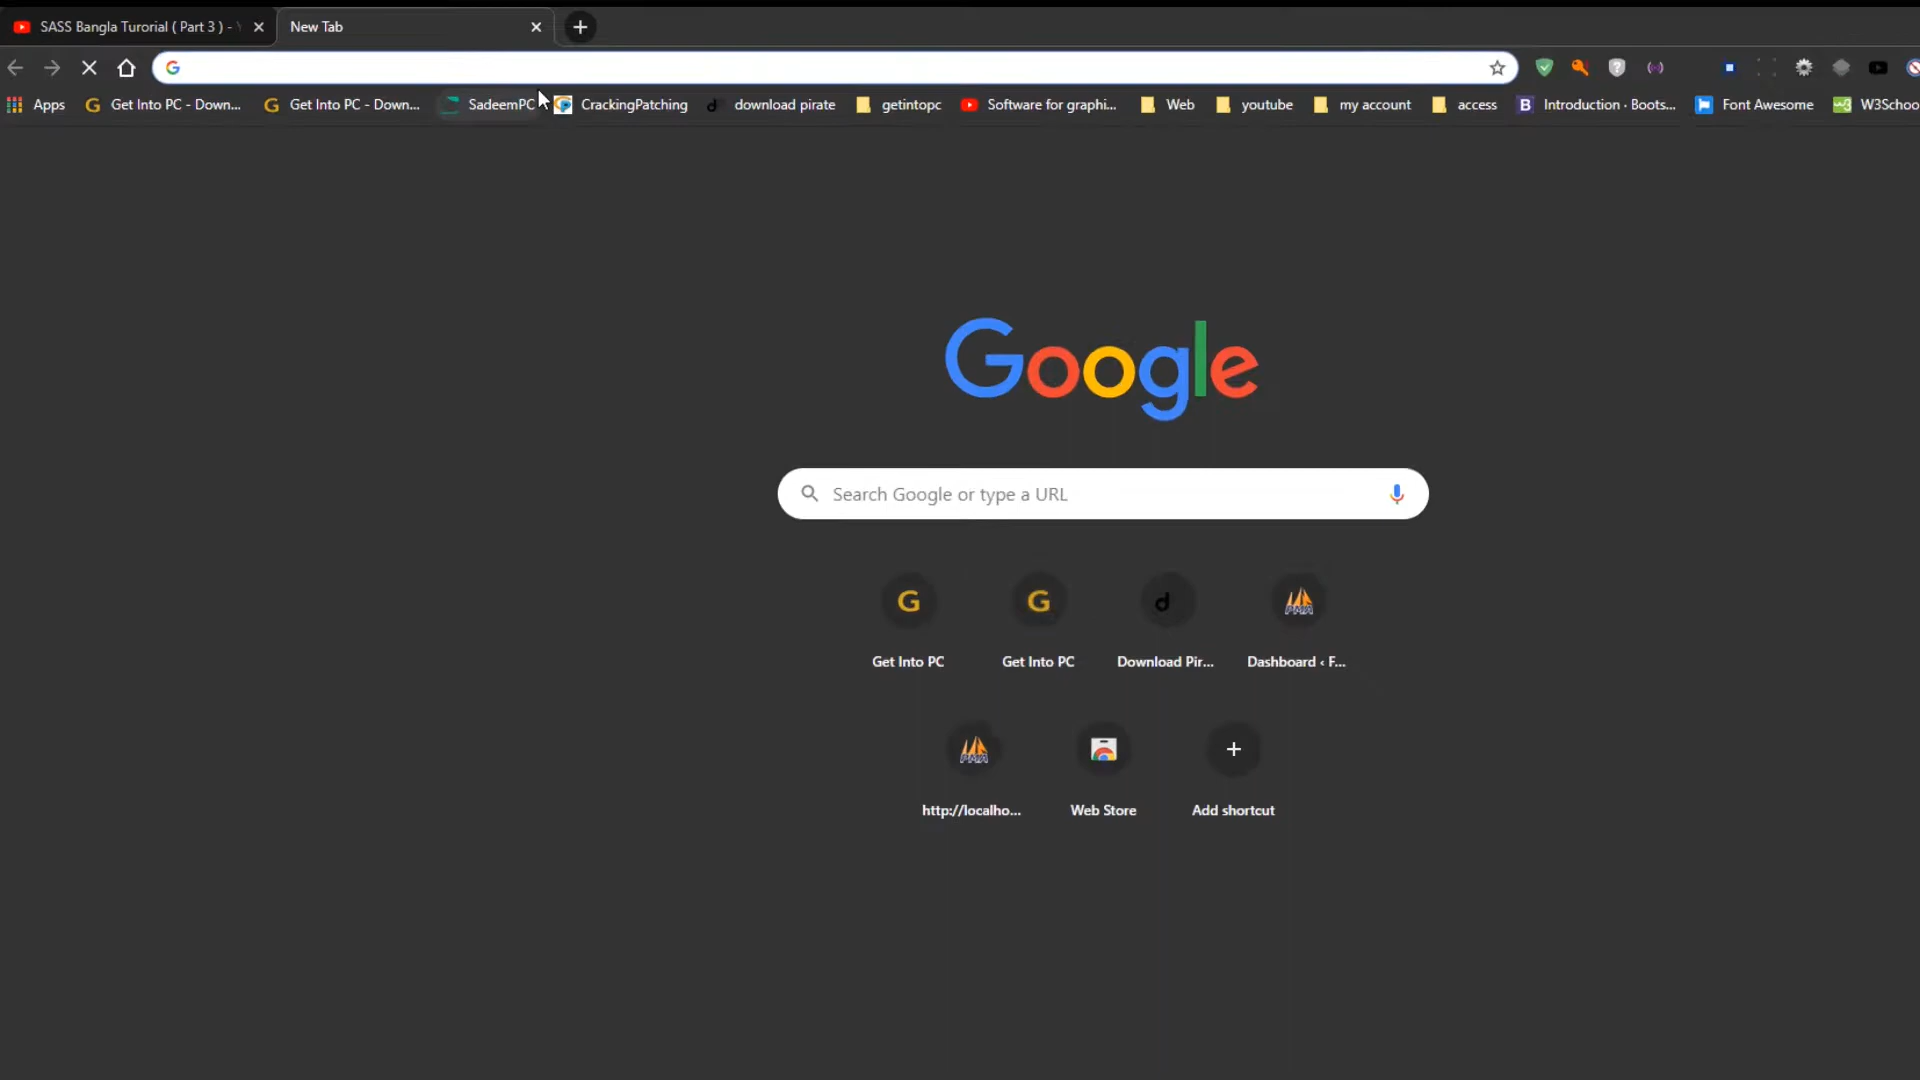 SASS Bangla Turorial ( Part 3 ) -
New Tab
Apps
Get Into PC - Down...
Get Into PC - Down...
SadeemPC
CrackingPatching
download pirate
getintopc
Software for graphi...
Web
youtube
my account
access
Introduction · Boots...
Font Awesome
W3Schoo
Google
Search Google or type a URL
Get Into PC
Get Into PC
Download Pir...
Dashboard ‹ F...
http://localho...
Web Store
Add shortcut